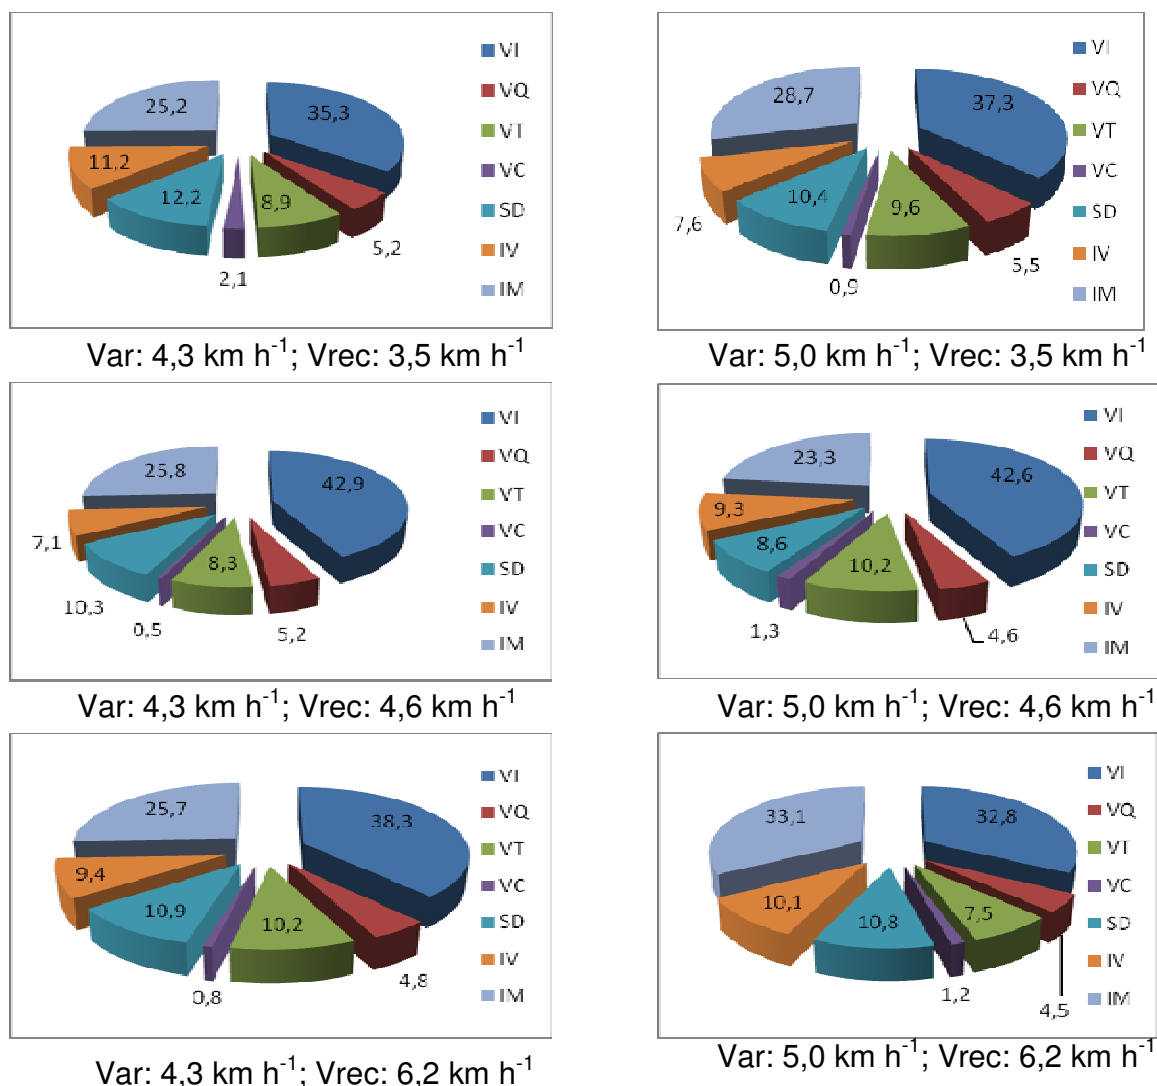 VI
VQ
VT
VC
SD
IV
IM
35,3
5,2
8,9
2,1
12,2
11,2
25,2
Var: 4,3 km h⁻¹; Vrec: 3,5 km h⁻¹
VI
VQ
VT
VC
SD
IV
IM
37,3
5,5
9,6
0,9
10,4
7,6
28,7
Var: 5,0 km h⁻¹; Vrec: 3,5 km h⁻¹
VI
VQ
VT
VC
SD
IV
IM
42,9
5,2
8,3
0,5
10,3
7,1
25,8
Var: 4,3 km h⁻¹; Vrec: 4,6 km h⁻¹
VI
VQ
VT
VC
SD
IV
IM
42,6
4,6
10,2
1,3
8,6
9,3
23,3
Var: 5,0 km h⁻¹; Vrec: 4,6 km h⁻¹
VI
VQ
VT
VC
SD
IV
IM
38,3
4,8
10,2
0,8
10,9
9,4
25,7
Var: 4,3 km h⁻¹; Vrec: 6,2 km h⁻¹
VI
VQ
VT
VC
SD
IV
IM
32,8
4,5
7,5
1,2
10,8
10,1
33,1
Var: 5,0 km h⁻¹; Vrec: 6,2 km h⁻¹